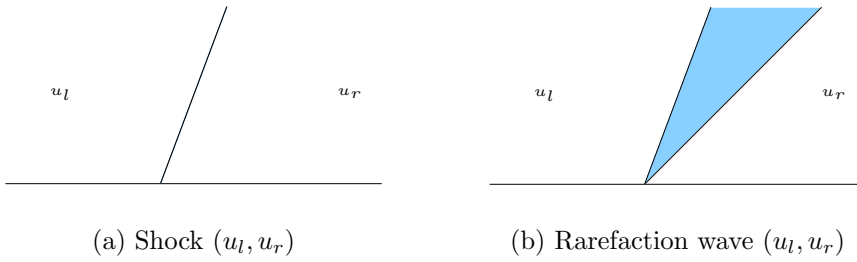 u_l u_r u_l u_r
(a) Shock (u_l, u_r) (b) Rarefaction wave (u_l, u_r)